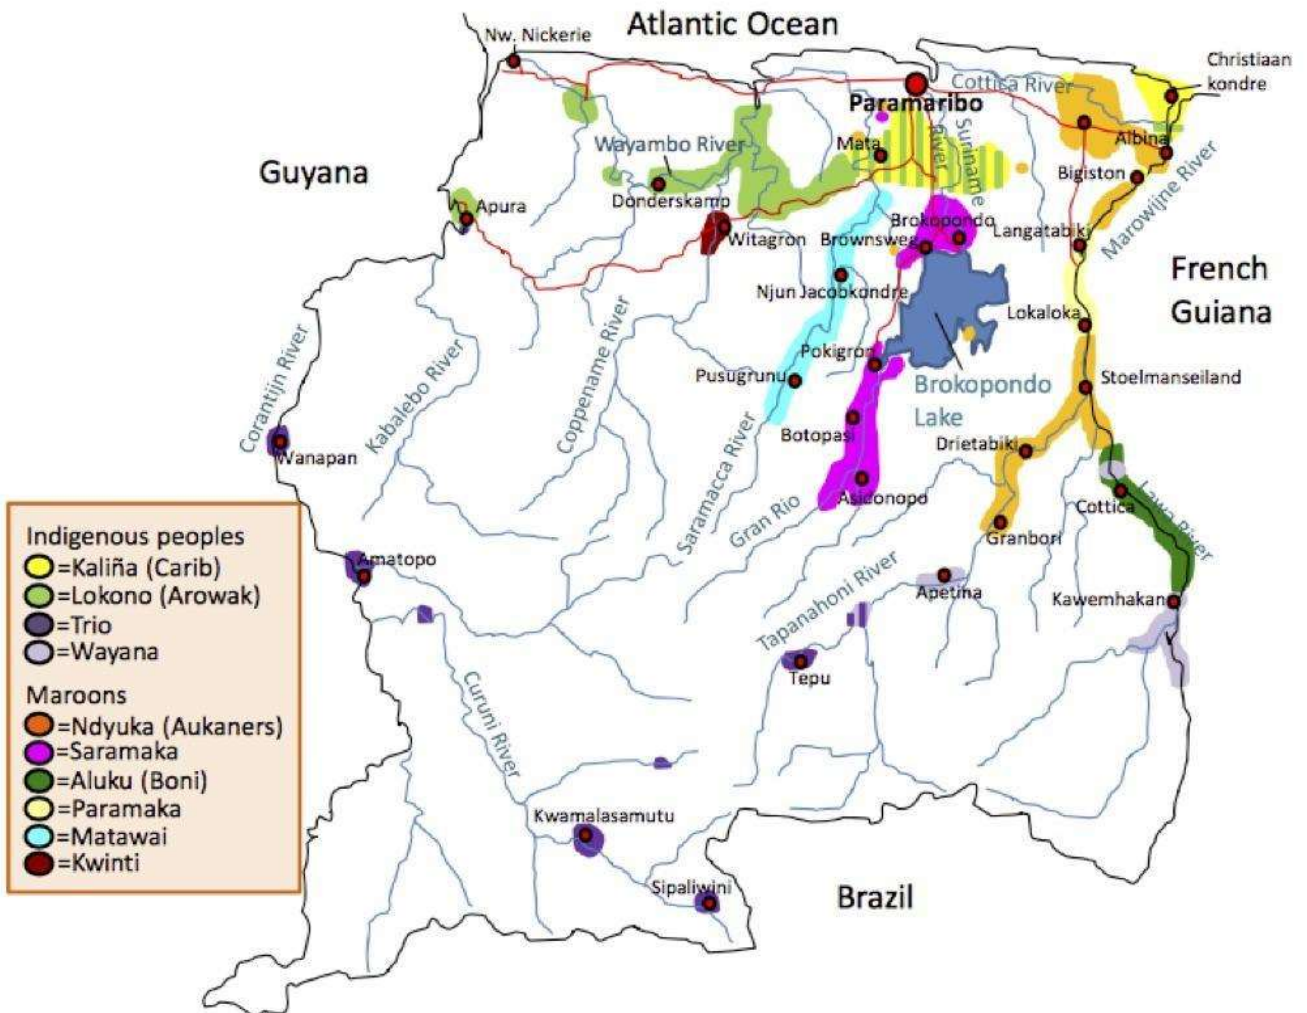 Atlantic Ocean
Nw. Nickerie
Christiaan
kondre
Cottica River
Paramaribo
Suriname
River
Wayambo River
Mata
Albina
Guyana
Bigiston
Marowijne River
Donderskamp
Apura
Brokopondo
Langatabiki
Witagron
Brownsweg
French
Guiana
Njun Jacobkondre
Lokaloka
Corantijn River
Kabalebo River
Coppename River
Pokigron
Pusugrunu
Stoelmanseiland
Brokopondo
Lake
Botopasi
Drietabiki
Wanapan
Saramacca River
Asidonopo
Gran Rio
Cottica
Lawa River
Granbori
Amatopo
Tapanahoni River
Apetina
Kawemhakan
Tepu
Curuni River
Kwamalasamutu
Sipaliwini
Brazil
Indigenous peoples
=Kaliña (Carib)
=Lokono (Arowak)
=Trio
=Wayana
Maroons
=Ndyuka (Aukaners)
=Saramaka
=Aluku (Boni)
=Paramaka
=Matawai
=Kwinti